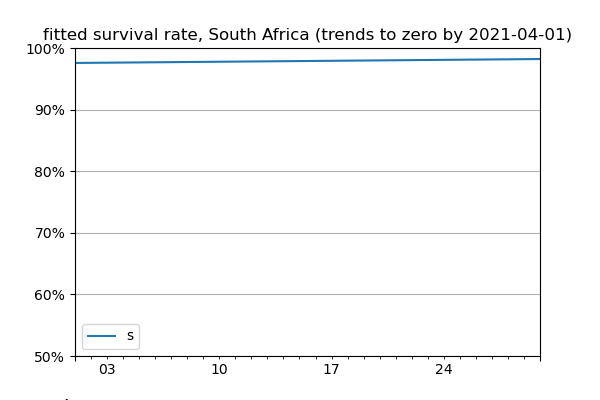 fitted survival rate, South Africa (trends to zero by 2021-04-01)
100%
90%
80%
70%
60%
50%
s
03 10 17 24